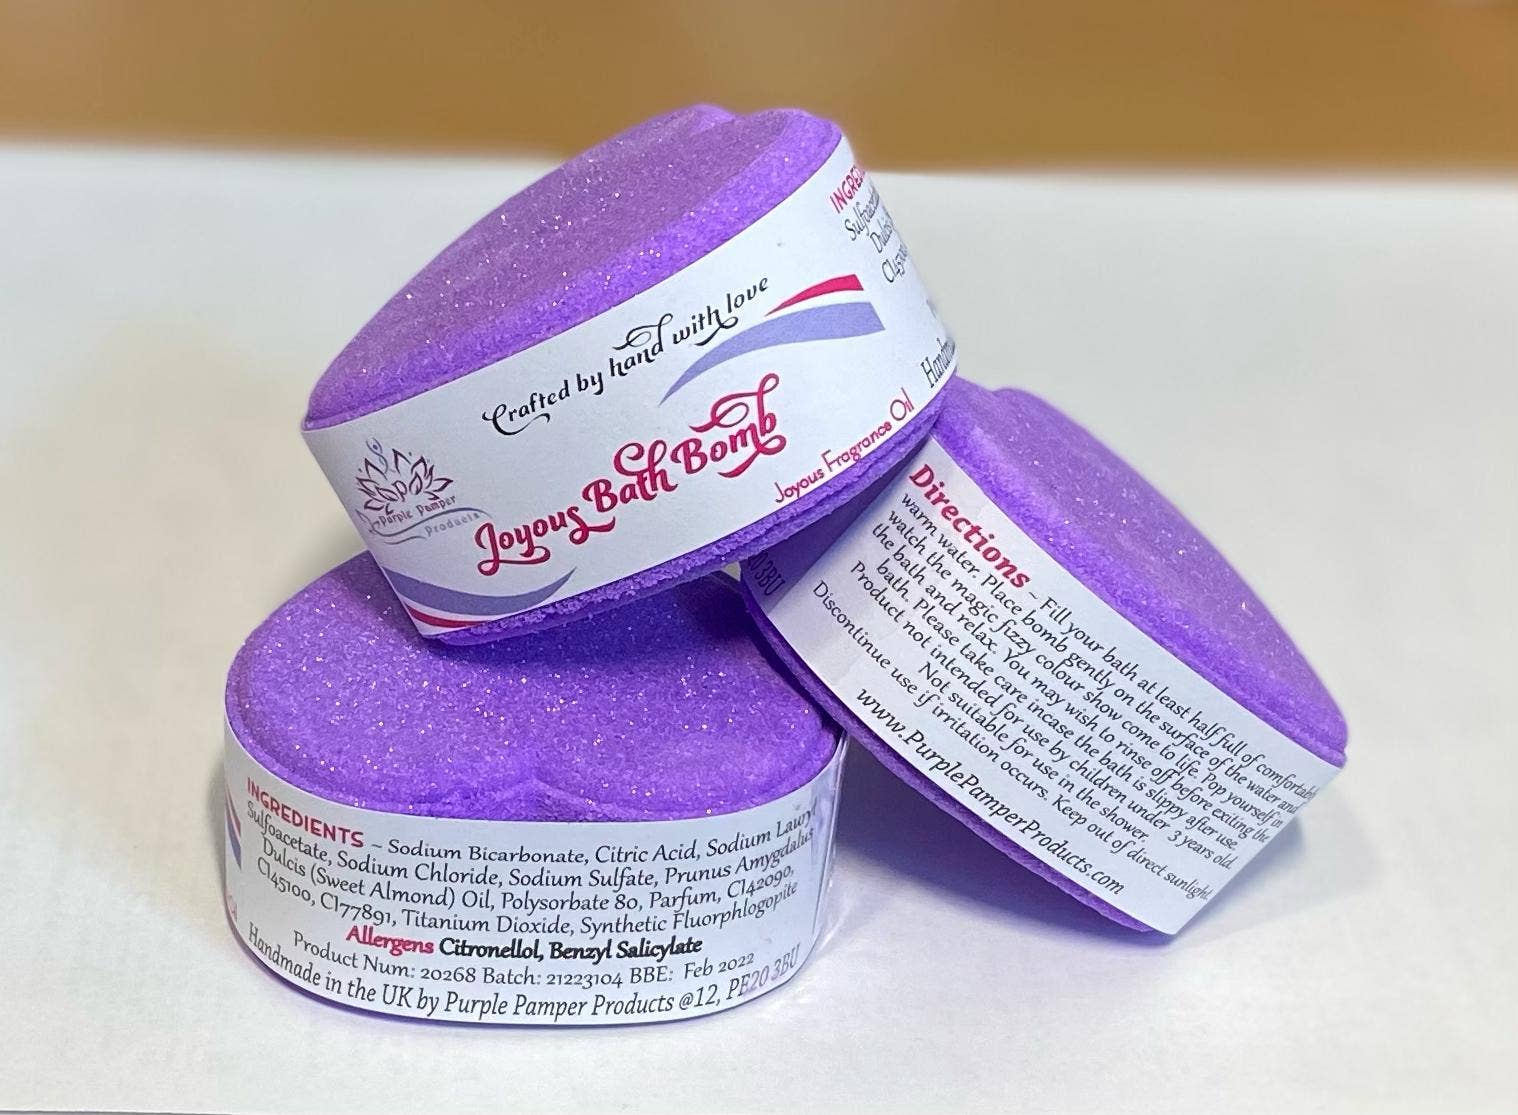 Crafted by hand with love
Joyous Bath Bomb
Joyous Fragrance Oil
Purple Pamper
Products
Sulfoa
Directions ~ Fill your bath at least half full of comfortably
warm water. Place bomb gently on the surface of the water and
watch the magic fizzy colour show come to life. Pop yourself in
the bath and relax. You may wish to rinse off before exiting the
bath. Please take care incase the bath is slippy after use.
Product not intended for use by children under 3 years old.
Not suitable for use in the shower.
Discontinue use if irritation occurs. Keep out of direct sunlight.
www.PurplePamperProducts.com
3BU
INGREDIENTS ~ Sodium Bicarbonate, Citric Acid, Sodium Lauryl
Sulfoacetate, Sodium Chloride, Sodium Sulfate, Prunus Amygdalus
Dulcis (Sweet Almond) Oil, Polysorbate 80, Parfum, CI42090,
CI45100, CI77891, Titanium Dioxide, Synthetic Fluorphlogopite
Allergens Citronellol, Benzyl Salicylate
Product Num: 20268 Batch: 21223104 BBE: Feb 2022
Handmade in the UK by Purple Pamper Products @12, PE20 3BU